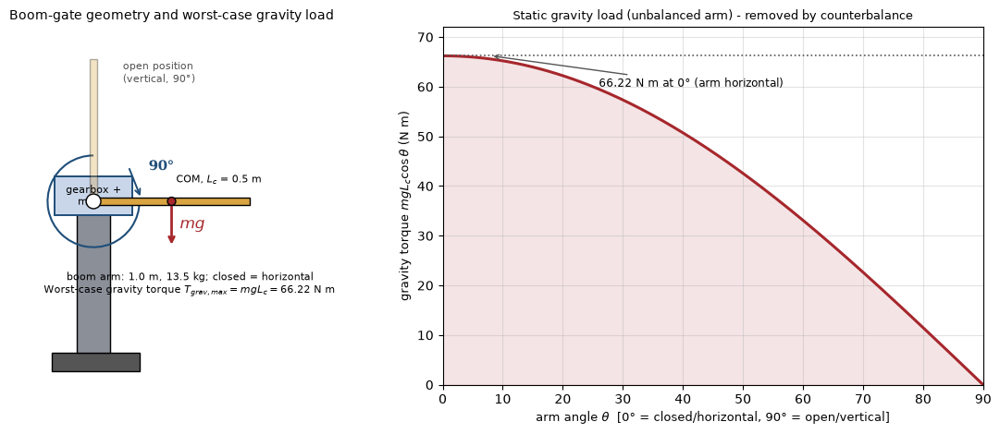 Boom-gate geometry and worst-case gravity load
open position
(vertical, 90°)
90°
COM, L_c = 0.5 m
gearbox +
m
mg
boom arm: 1.0 m, 13.5 kg; closed = horizontal
Worst-case gravity torque T_grav,max = mgL_c = 66.22 N m
Static gravity load (unbalanced arm) - removed by counterbalance
gravity torque mgL_c cos θ (N m)
70
60
50
40
30
20
10
0
66.22 N m at 0° (arm horizontal)
0 10 20 30 40 50 60 70 80 90
arm angle θ [0° = closed/horizontal, 90° = open/vertical]